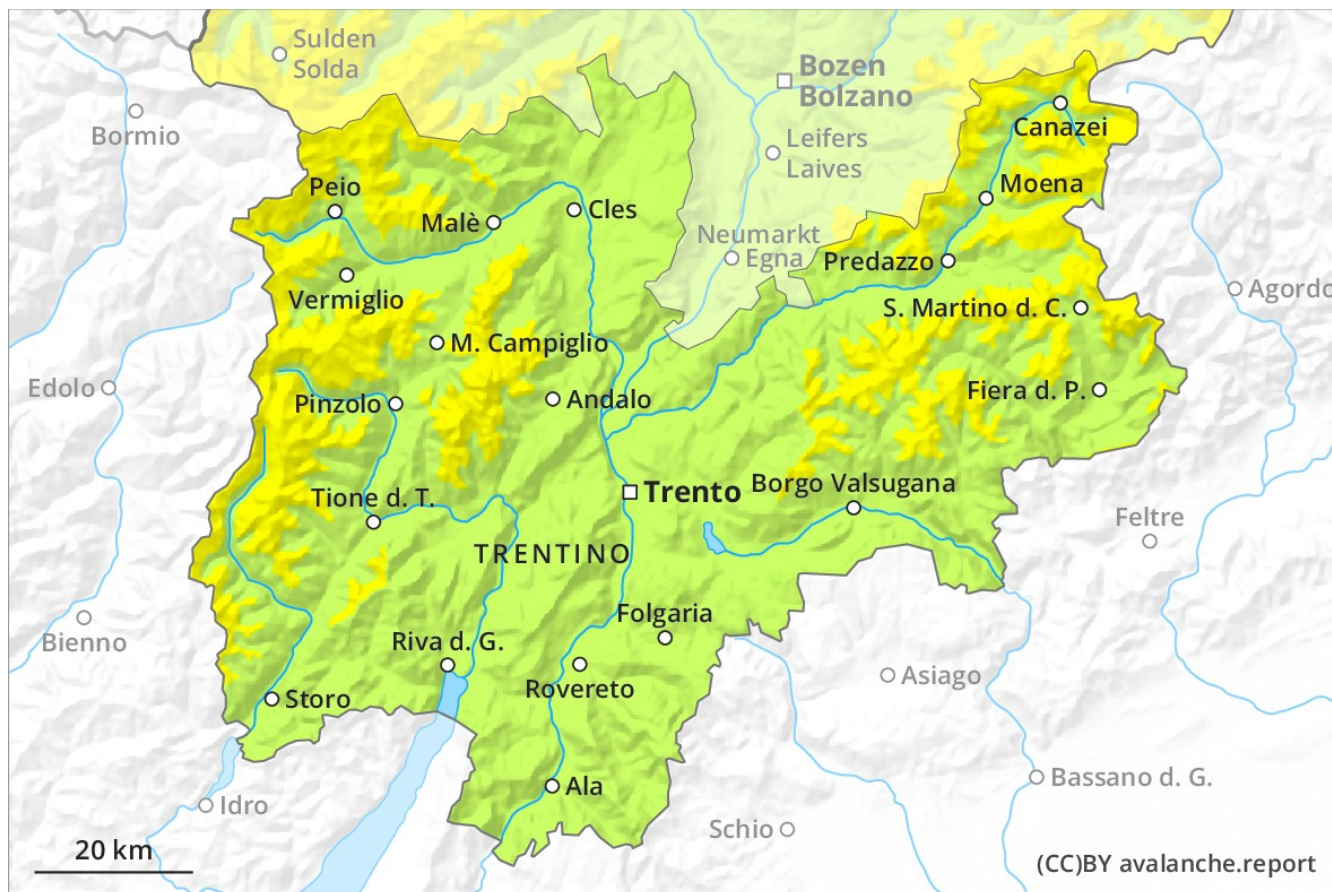 Sulden
Solda
Bozen
Bolzano
Bormio
Canazei
Leifers
Laives
Peio
Moena
Malè
Cles
Neumarkt
Egna
Predazzo
Vermiglio
Agordo
S. Martino d. C.
M. Campiglio
Edolo
Pinzolo
Andalo
Fiera d. P.
Trento
Borgo Valsugana
Tione d. T.
Feltre
TRENTINO
Bienno
Folgaria
Riva d. G.
Asiago
Rovereto
Storo
Bassano d. G.
Ala
Idro
Schio
20 km
(CC)BY avalanche.report